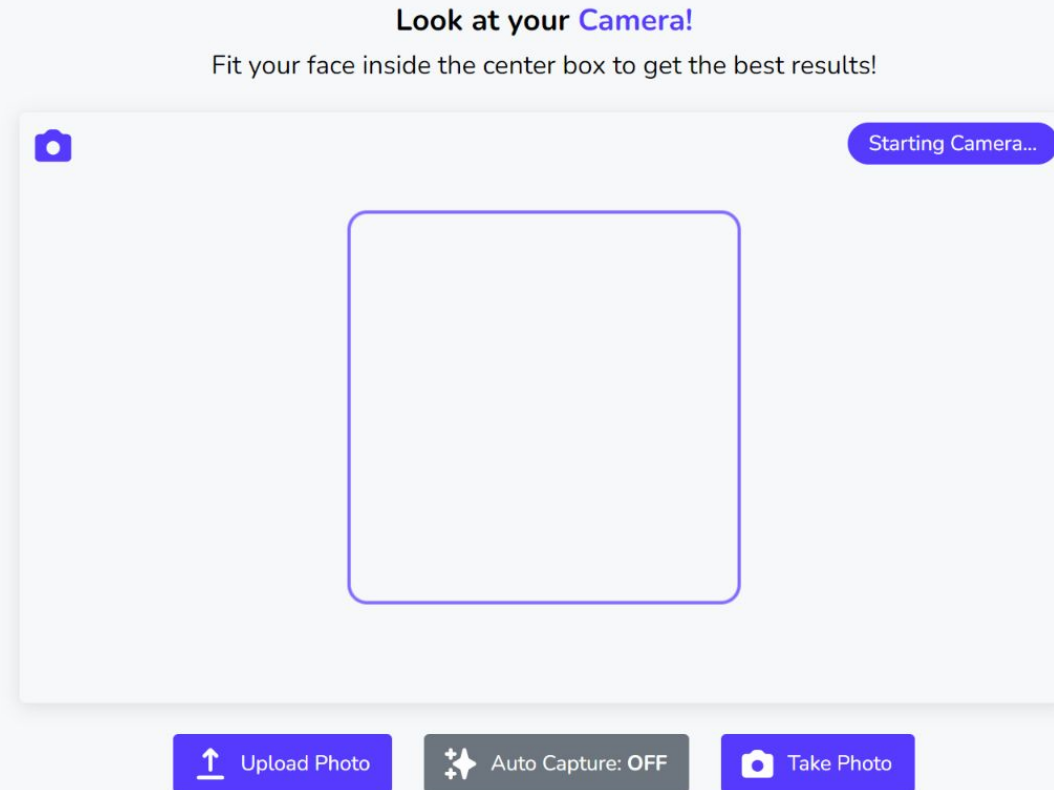 Look at your Camera!
Fit your face inside the center box to get the best results!
Starting Camera...
Upload Photo
Auto Capture: OFF
Take Photo